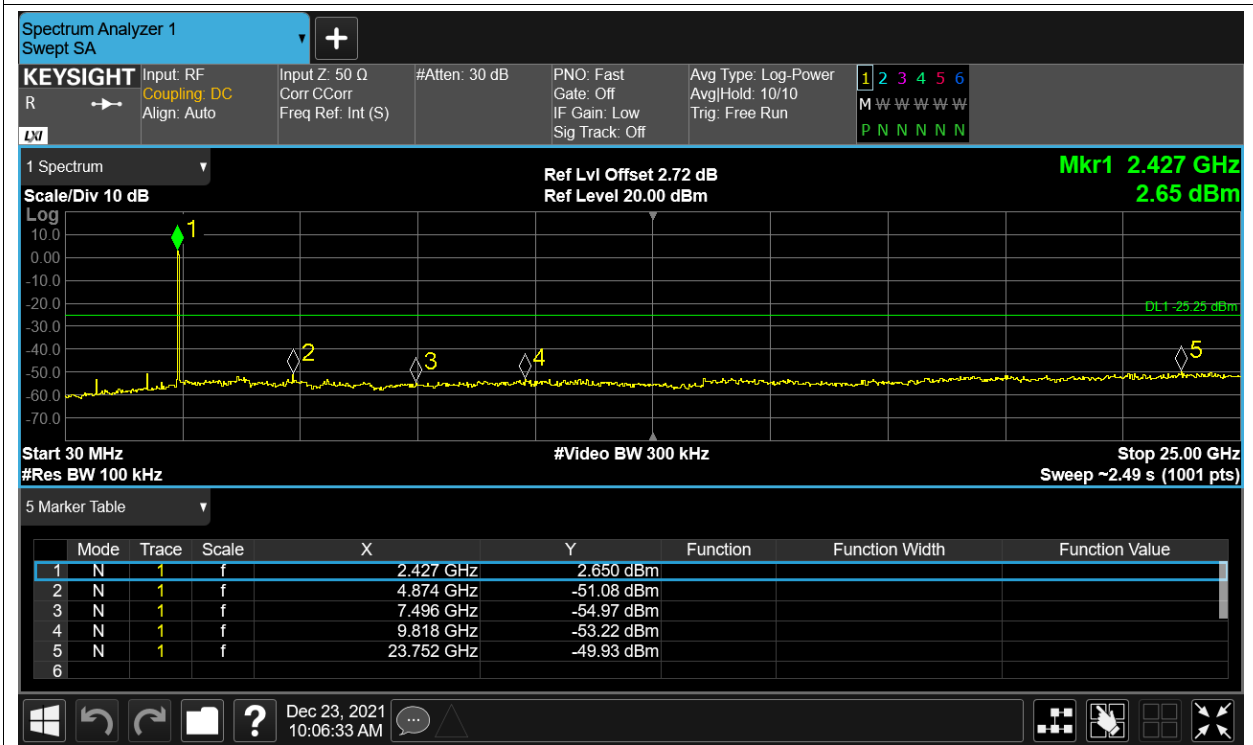 Spectrum Analyzer 1
Swept SA
+
KEYSIGHT
R
LXI
Input: RF
Coupling: DC
Align: Auto
Input Z: 50 Ω
Corr CCorr
Freq Ref: Int (S)
#Atten: 30 dB
PNO: Fast
Gate: Off
IF Gain: Low
Sig Track: Off
Avg Type: Log-Power
Avg|Hold: 10/10
Trig: Free Run
1 2 3 4 5 6
M W W W W W
P N N N N N
1 Spectrum
Scale/Div 10 dB
Ref Lvl Offset 2.72 dB
Ref Level 20.00 dBm
Mkr1 2.427 GHz
2.65 dBm
Log
10.0
0.00
-10.0
-20.0
-30.0
-40.0
-50.0
-60.0
-70.0
1
2
3
4
5
DL1 -25.25 dBm
Start 30 MHz
#Res BW 100 kHz
#Video BW 300 kHz
Stop 25.00 GHz
Sweep ~2.49 s (1001 pts)
5 Marker Table
Mode Trace Scale X Y Function Function Width Function Value
1 N 1 f 2.427 GHz 2.650 dBm
2 N 1 f 4.874 GHz -51.08 dBm
3 N 1 f 7.496 GHz -54.97 dBm
4 N 1 f 9.818 GHz -53.22 dBm
5 N 1 f 23.752 GHz -49.93 dBm
6
?
Dec 23, 2021
10:06:33 AM